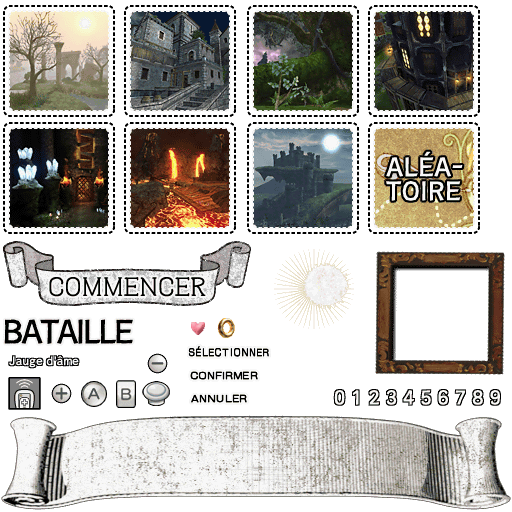 ALÉA-
TOIRE
COMMENCER
BATAILLE
Jauge d'âme
SÉLECTIONNER
CONFIRMER
ANNULER
+ A B
0 1 2 3 4 5 6 7 8 9